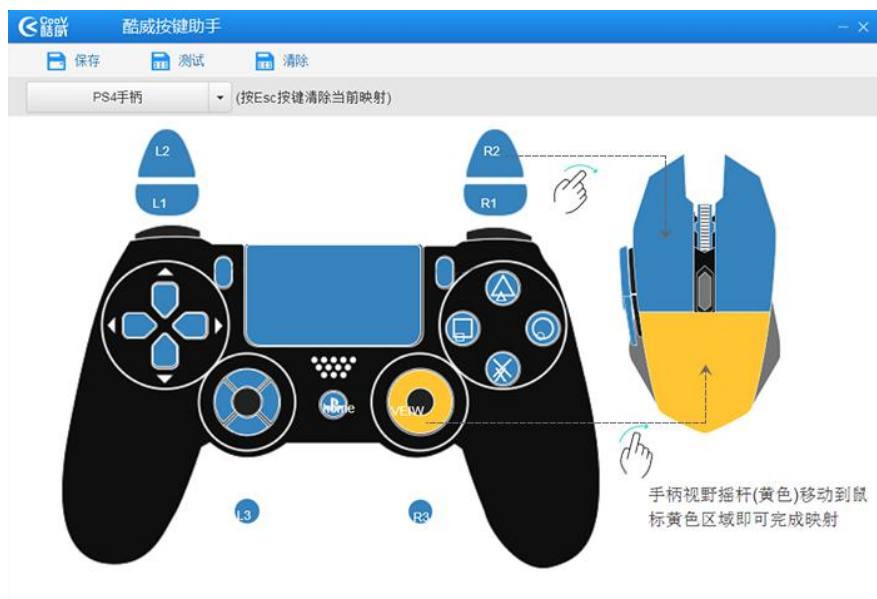 CooV
酷威
酷威按键助手
保存
测试
清除
PS4手柄
(按Esc按键清除当前映射)
L2
R2
L1
R1
home
VEIW
L3
R3
手柄视野摇杆(黄色)移动到鼠
标黄色区域即可完成映射